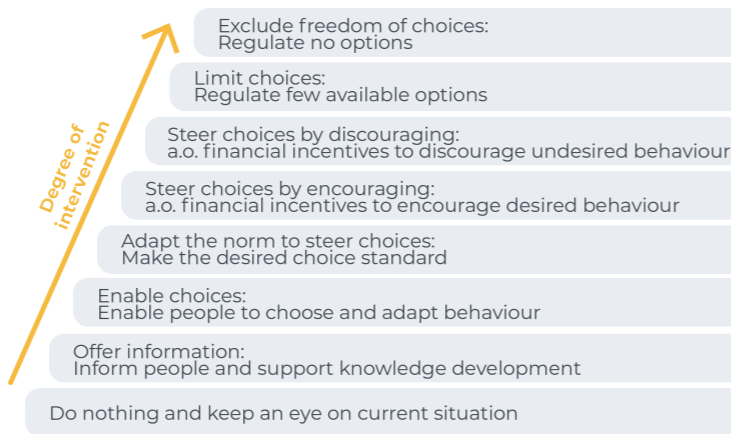 Exclude freedom of choices:
Regulate no options
Limit choices:
Regulate few available options
Steer choices by discouraging:
a.o. financial incentives to discourage undesired behaviour
Steer choices by encouraging:
a.o. financial incentives to encourage desired behaviour
Adapt the norm to steer choices:
Make the desired choice standard
Enable choices:
Enable people to choose and adapt behaviour
Offer information:
Inform people and support knowledge development
Do nothing and keep an eye on current situation
Degree of
intervention